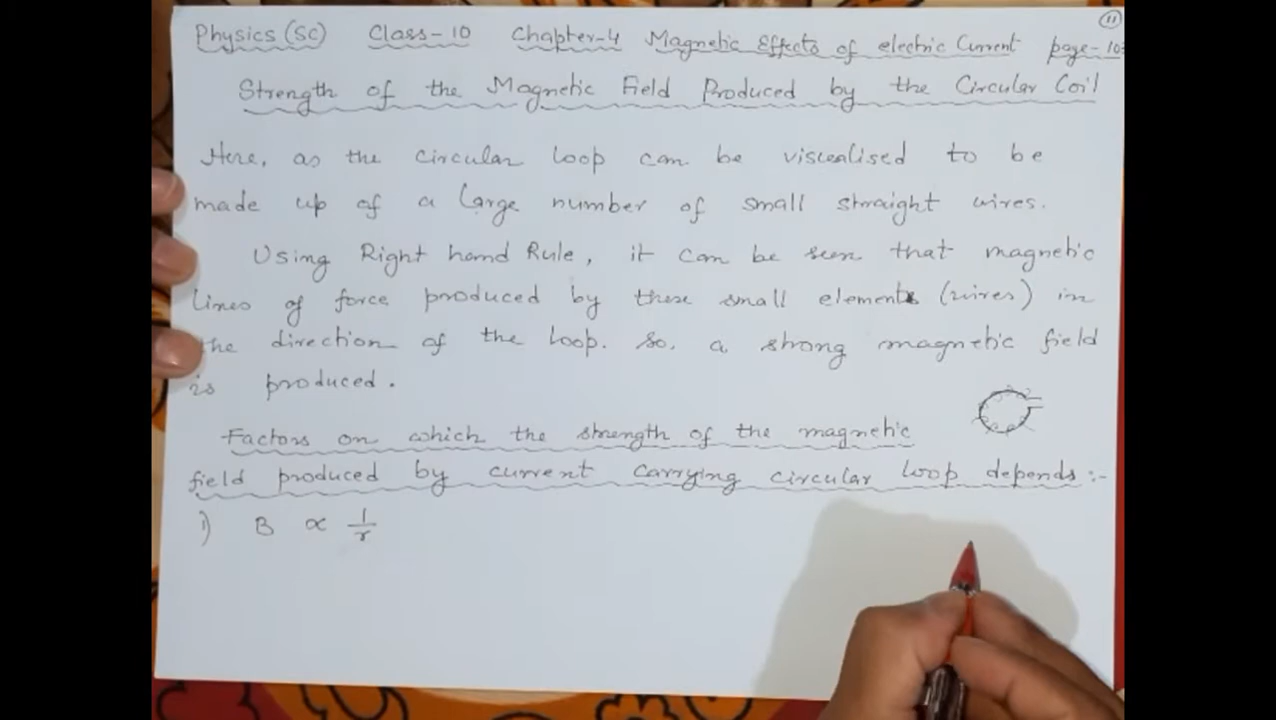 11
Physics (SC) Class-10 Chapter-4 Magnetic Effects of electric Current page-10
Strength of the Magnetic Field Produced by the Circular Coil
Here, as the circular loop can be viscealised to be
made up of a large number of small straight wires.
Using Right hand Rule, it can be seen that magnetic
lines of force produced by these small elements (wires) in
the direction of the loop. So, a strong magnetic field
is produced.
Factors on which the strength of the magnetic
field produced by current carrying circular loop depends :-
i) B ∝ 1/r